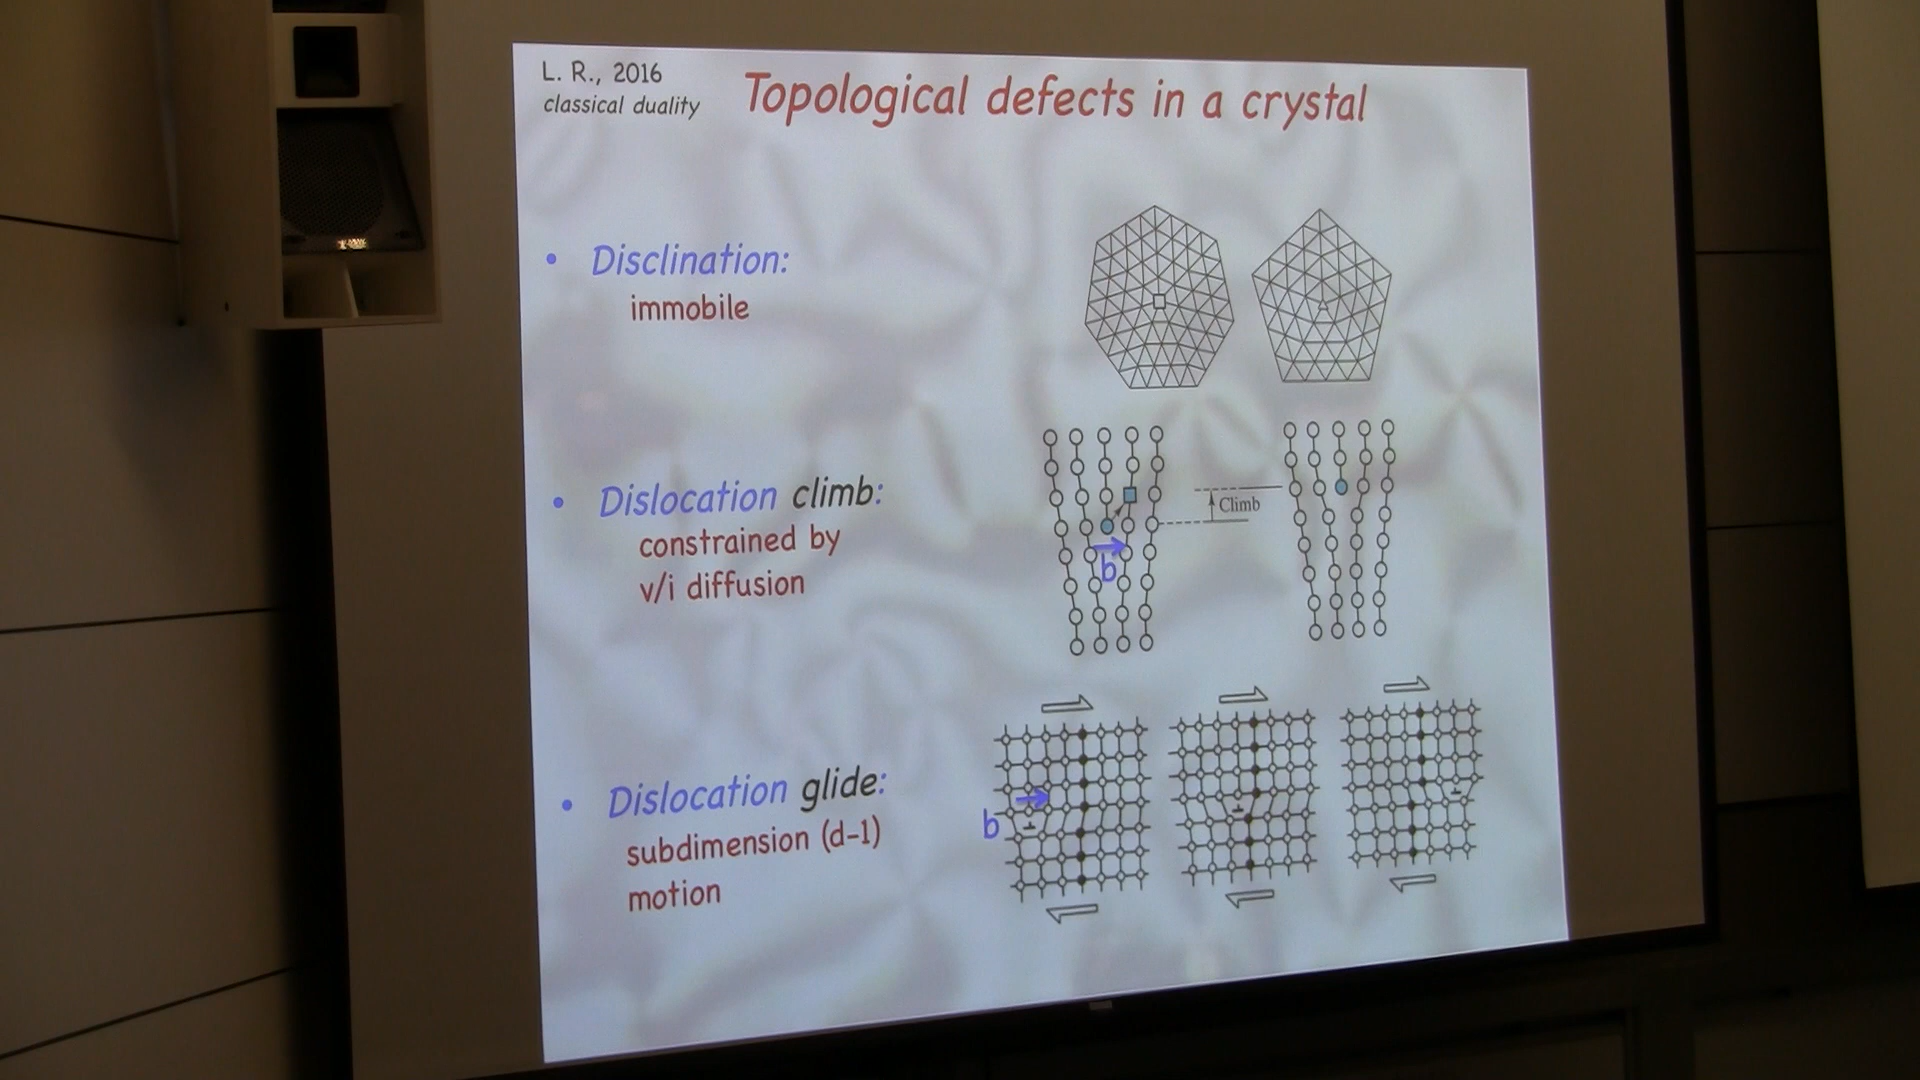 L. R., 2016
classical duality
Topological defects in a crystal
• Disclination:
immobile
• Dislocation climb:
constrained by
v/i diffusion
Climb
b
• Dislocation glide:
subdimension (d-1)
motion
b